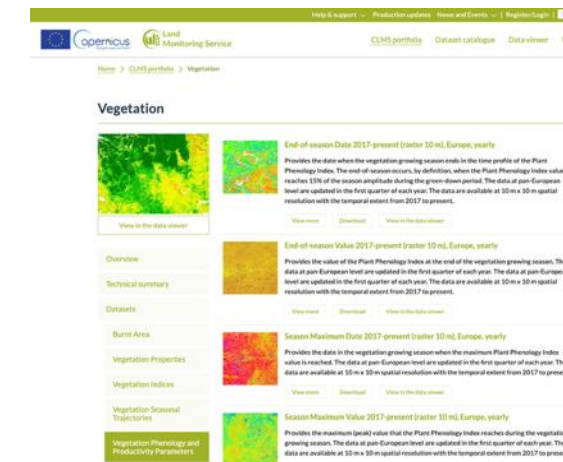 Help & support Production updates News and Events Register/Login
Copernicus
Land
Monitoring Service
CLMS portfolio Dataset catalogue Data viewer
Home > CLMS portfolio > Vegetation
Vegetation
View in the data viewer
Overview
Technical summary
Datasets
Burnt Area
Vegetation Properties
Vegetation Indices
Vegetation Seasonal
Trajectories
Vegetation Phenology and
Productivity Parameters
End-of-season Date 2017-present (raster 10 m), Europe, yearly
Provides the date when the vegetation growing season ends in the time profile of the Plant
Phenology Index. The end-of-season occurs, by definition, when the Plant Phenology Index value
reaches 15% of the season amplitude during the green-down period. The data at pan-European
level are updated in the first quarter of each year. The data are available at 10 m x 10 m spatial
resolution with the temporal extent from 2017 to present.
View more Download View in the data viewer
End-of-season Value 2017-present (raster 10 m), Europe, yearly
Provides the value of the Plant Phenology Index at the end of the vegetation growing season. The
data at pan-European level are updated in the first quarter of each year. The data at pan-Europea
level are updated in the first quarter of each year. The data are available at 10 m x 10 m spatial
resolution with the temporal extent from 2017 to present.
View more Download View in the data viewer
Season Maximum Date 2017-present (raster 10 m), Europe, yearly
Provides the date in the vegetation growing season when the maximum Plant Phenology Index
value is reached. The data at pan-European level are updated in the first quarter of each year. The
data are available at 10 m x 10 m spatial resolution with the temporal extent from 2017 to prese
View more Download View in the data viewer
Season Maximum Value 2017-present (raster 10 m), Europe, yearly
Provides the maximum (peak) value that the Plant Phenology Index reaches during the vegetatio
growing season. The data at pan-European level are updated in the first quarter of each year. The
data are available at 10 m x 10 m spatial resolution with the temporal extent from 2017 to prese